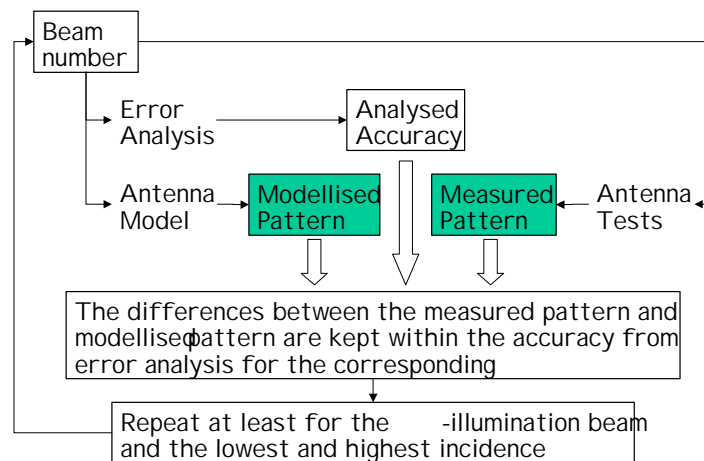 Beam
number
Error
Analysis
Analysed
Accuracy
Antenna
Model
Modellised
Pattern
Measured
Pattern
Antenna
Tests
The differences between the measured pattern and
modellised pattern are kept within the accuracy from
error analysis for the corresponding
Repeat at least for the -illumination beam
and the lowest and highest incidence